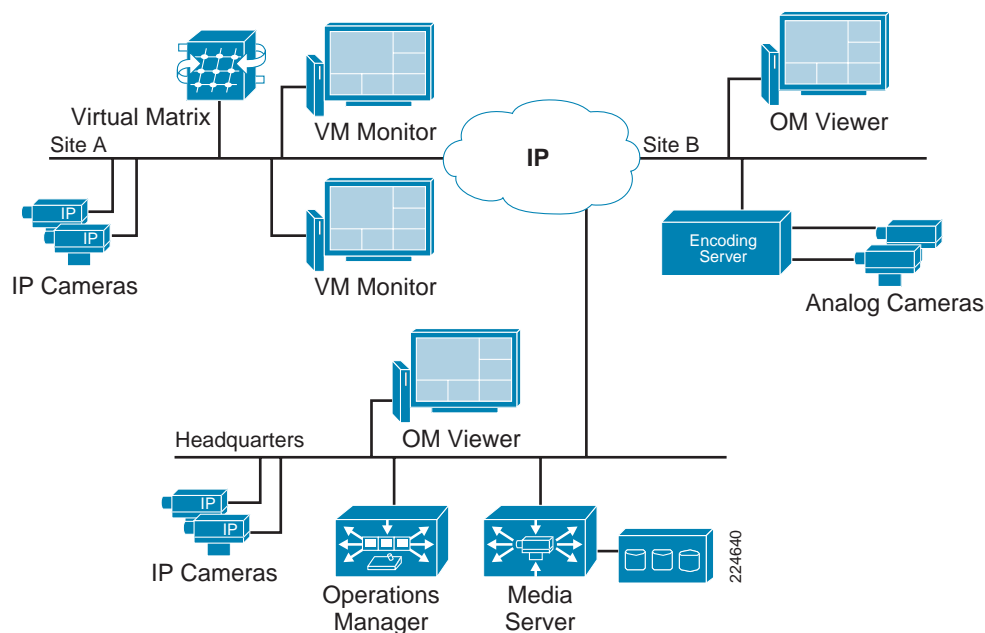 Virtual Matrix
VM Monitor
OM Viewer
Site A
IP
Site B
IP
IP
IP Cameras
VM Monitor
Encoding
Server
Analog Cameras
OM Viewer
Headquarters
IP
IP
IP Cameras
Operations
Manager
Media
Server
224640